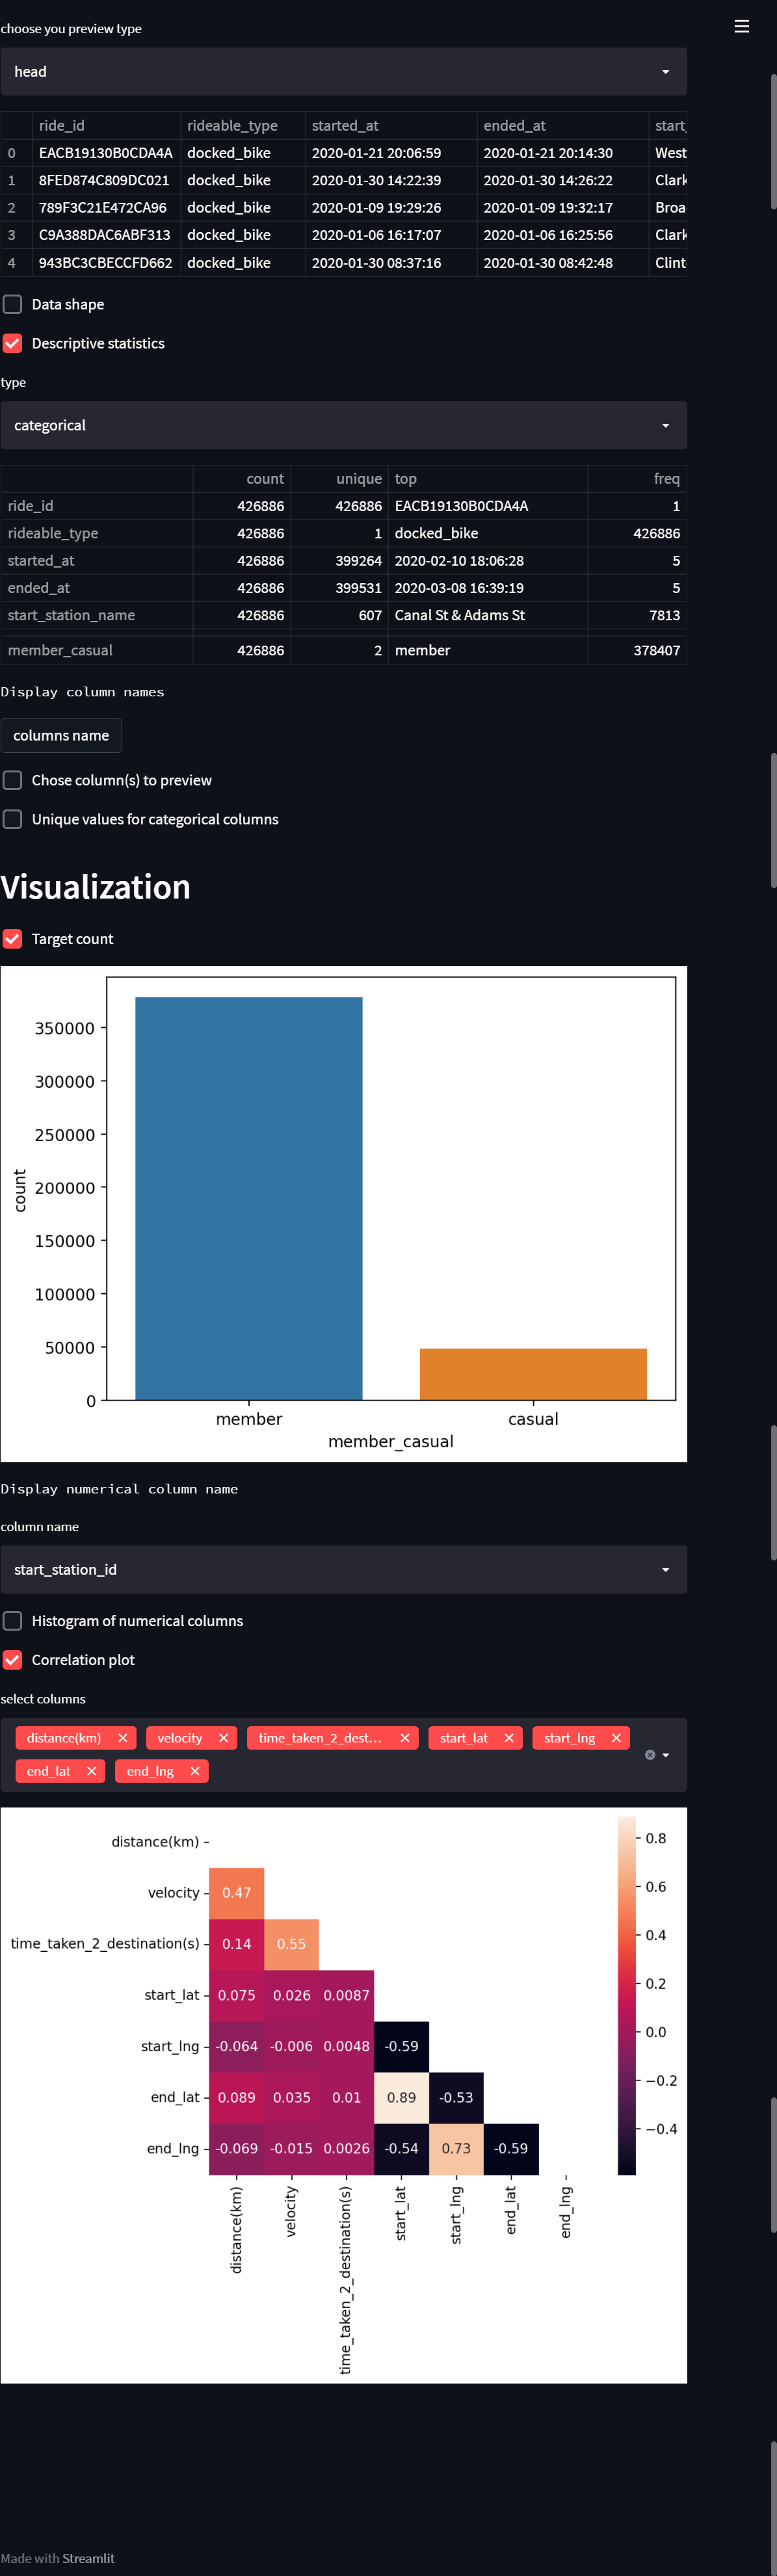 choose you preview type
head
ride_id rideable_type started_at ended_at start_
0 EACB19130B0CDA4A docked_bike 2020-01-21 20:06:59 2020-01-21 20:14:30 West
1 8FED874C809DC021 docked_bike 2020-01-30 14:22:39 2020-01-30 14:26:22 Clark
2 789F3C21E472CA96 docked_bike 2020-01-09 19:29:26 2020-01-09 19:32:17 Broa
3 C9A388DAC6ABF313 docked_bike 2020-01-06 16:17:07 2020-01-06 16:25:56 Clark
4 943BC3CBECCFD662 docked_bike 2020-01-30 08:37:16 2020-01-30 08:42:48 Clint
Data shape
Descriptive statistics
type
categorical
count unique top freq
ride_id 426886 426886 EACB19130B0CDA4A 1
rideable_type 426886 1 docked_bike 426886
started_at 426886 399264 2020-02-10 18:06:28 5
ended_at 426886 399531 2020-03-08 16:39:19 5
start_station_name 426886 607 Canal St & Adams St 7813
member_casual 426886 2 member 378407
Display column names
columns name
Chose column(s) to preview
Unique values for categorical columns
Visualization
Target count
350000
300000
250000
200000
150000
100000
50000
0
count
member casual
member_casual
Display numerical column name
column name
start_station_id
Histogram of numerical columns
Correlation plot
select columns
distance(km) velocity time_taken_2_dest... start_lat start_lng
end_lat end_lng
distance(km)
velocity 0.47
time_taken_2_destination(s) 0.14 0.55
start_lat 0.075 0.026 0.0087
start_lng -0.064 -0.006 0.0048 -0.59
end_lat 0.089 0.035 0.01 0.89 -0.53
end_lng -0.069 -0.015 0.0026 -0.54 0.73 -0.59
distance(km) velocity time_taken_2_destination(s) start_lat start_lng end_lat end_lng
0.8
0.6
0.4
0.2
0.0
−0.2
−0.4
Made with Streamlit